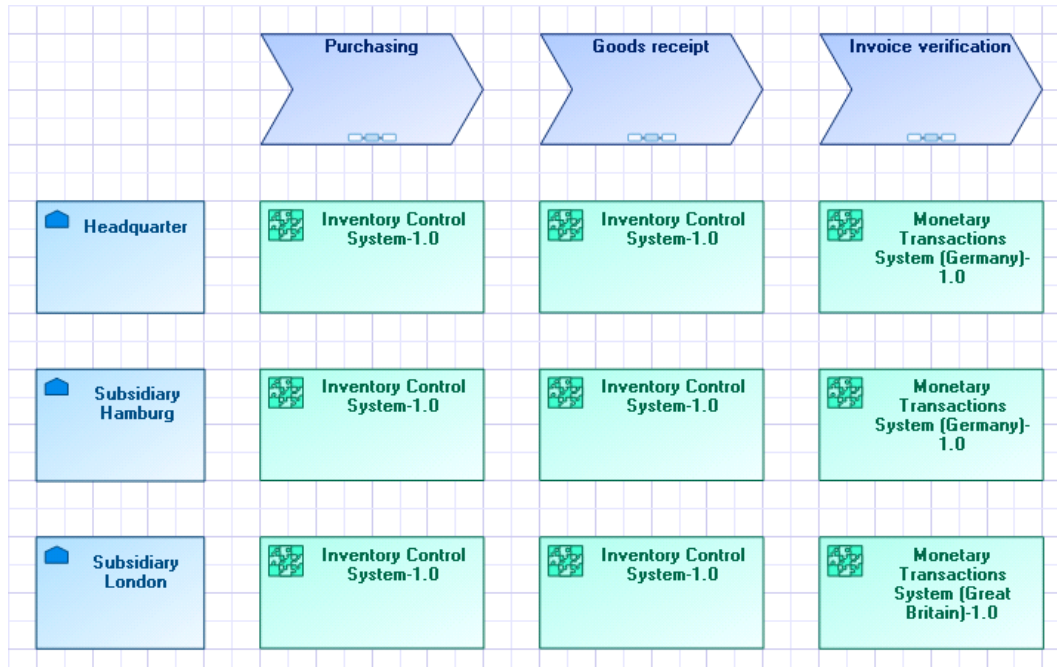 Purchasing
Goods receipt
Invoice verification
Headquarter
Inventory Control
System-1.0
Inventory Control
System-1.0
Monetary
Transactions
System (Germany)-
1.0
Subsidiary
Hamburg
Inventory Control
System-1.0
Inventory Control
System-1.0
Monetary
Transactions
System (Germany)-
1.0
Subsidiary
London
Inventory Control
System-1.0
Inventory Control
System-1.0
Monetary
Transactions
System (Great
Britain)-1.0